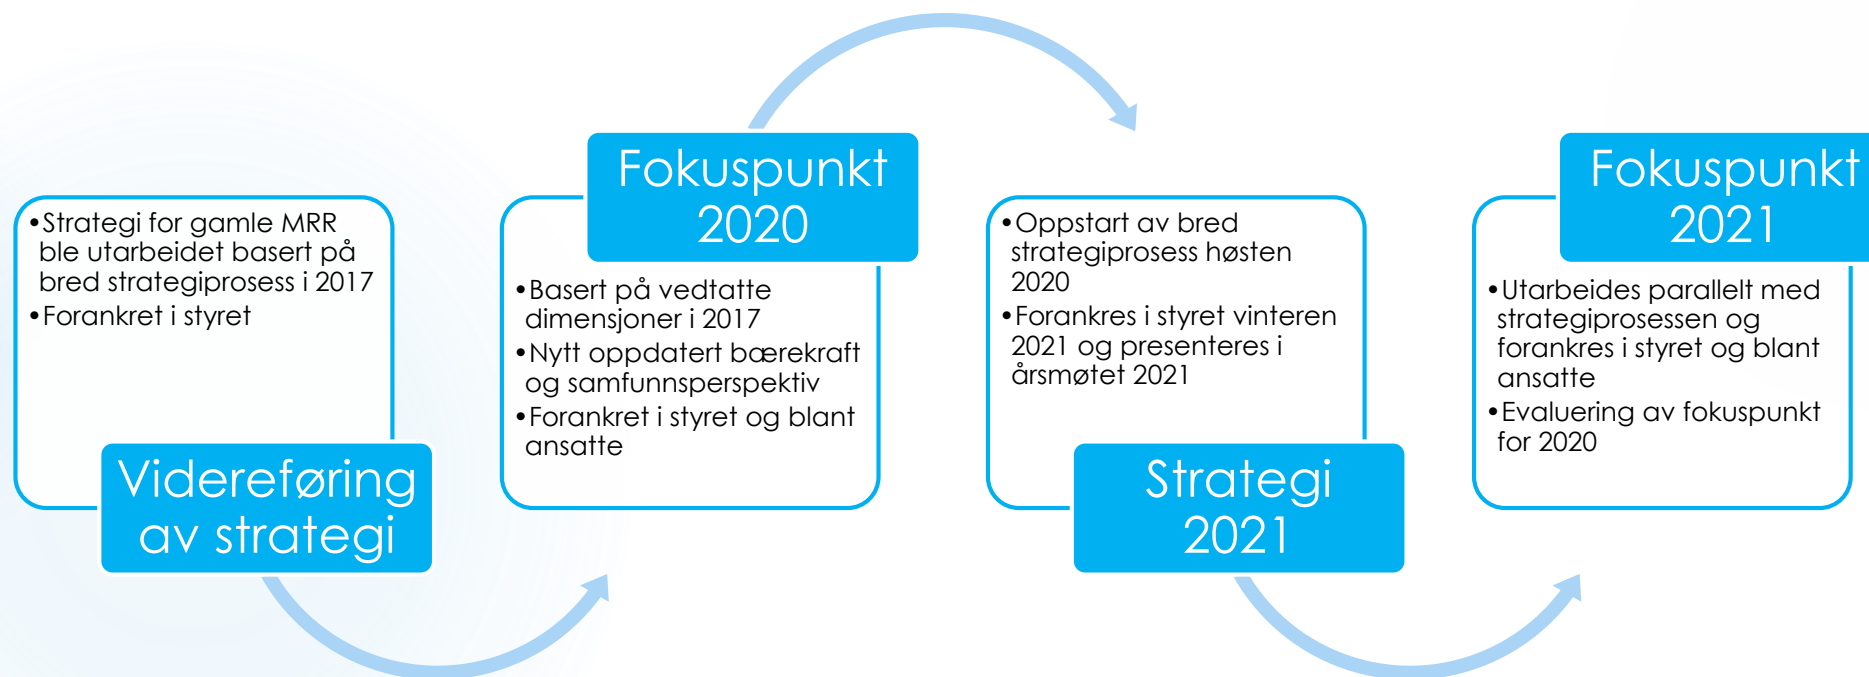 •Strategi for gamle MRR
ble utarbeidet basert på
bred strategiprosess i 2017
•Forankret i styret
Videreføring
av strategi
Fokuspunkt
2020
•Basert på vedtatte
dimensjoner i 2017
•Nytt oppdatert bærekraft
og samfunnsperspektiv
•Forankret i styret og blant
ansatte
•Oppstart av bred
strategiprosess høsten
2020
•Forankres i styret vinteren
2021 og presenteres i
årsmøtet 2021
Strategi
2021
Fokuspunkt
2021
•Utarbeides parallelt med
strategiprosessen og
forankres i styret og blant
ansatte
•Evaluering av fokuspunkt
for 2020